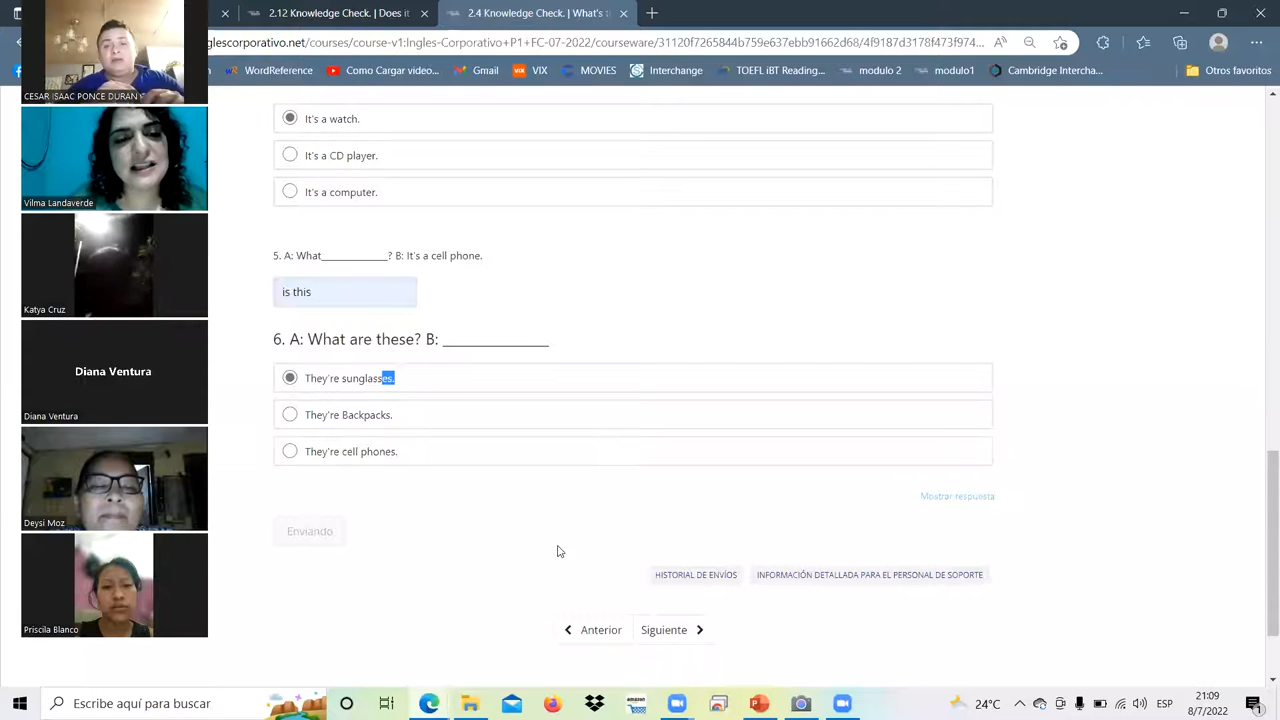 2.12 Knowledge Check. | Does it
2.4 Knowledge Check. | What's t
glescorporativo.net/courses/course-v1:Ingles-Corporativo+P1+FC-07-2022/courseware/31120f7265844b759e637ebb91662d68/4f9187d3178f473f974...
WordReference
Como Cargar video...
Gmail
VIX
VIX
MOVIES
Interchange
TOEFL iBT Reading...
modulo 2
modulo1
Cambridge Intercha...
Otros favoritos
CESAR ISAAC PONCE DURAN
Vilma Landaverde
Katya Cruz
Diana Ventura
Diana Ventura
Deysi Moz
Priscila Blanco
It's a watch.
It's a CD player.
It's a computer.
5. A: What____________? B: It's a cell phone.
is this
6. A: What are these? B: ____________
They're sunglasses.
They're Backpacks.
They're cell phones.
Mostrar respuesta
Enviando
HISTORIAL DE ENVÍOS
INFORMACIÓN DETALLADA PARA EL PERSONAL DE SOPORTE
Anterior
Siguiente
Escribe aquí para buscar
24°C
ESP
21:09
8/7/2022